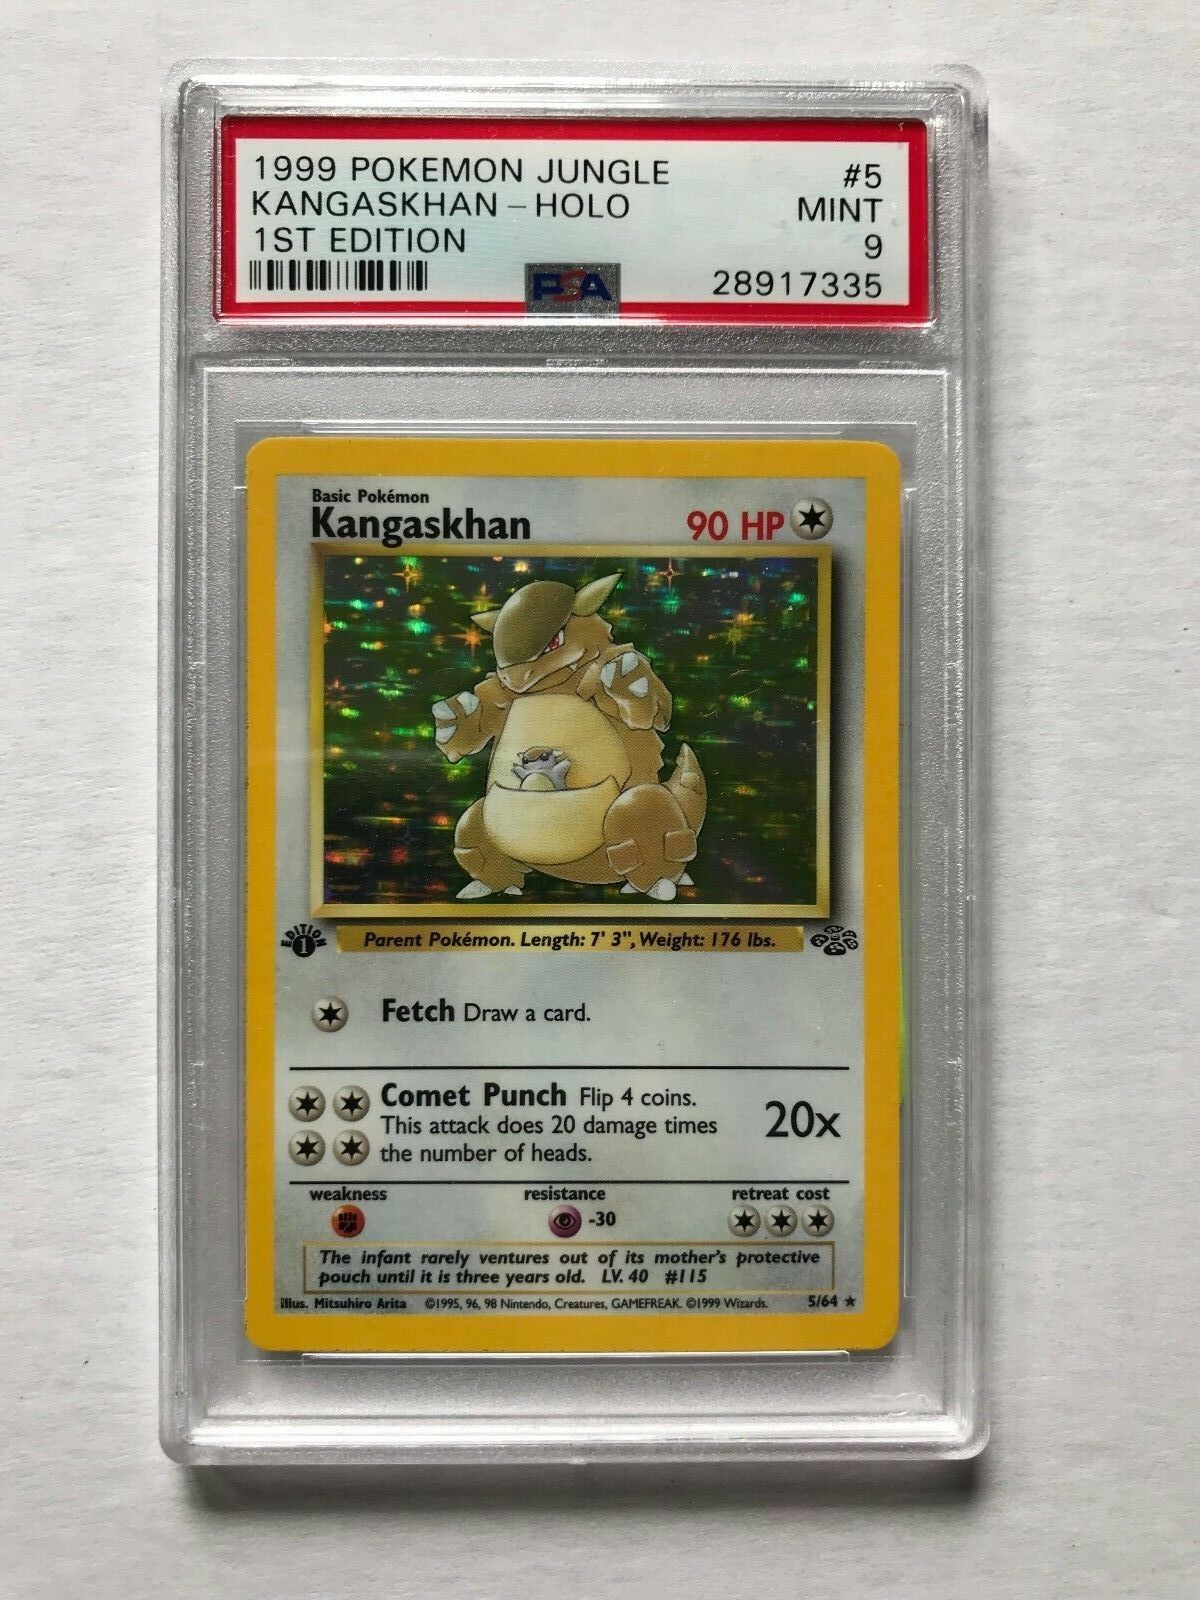 1999 POKEMON JUNGLE #5
KANGASKHAN – HOLO MINT
1ST EDITION 9
PSA 28917335
Basic Pokémon
Kangaskhan 90 HP
EDITION 1
Parent Pokémon. Length: 7' 3", Weight: 176 lbs.
Fetch Draw a card.
Comet Punch Flip 4 coins.
This attack does 20 damage times
the number of heads.
20x
weakness resistance retreat cost
-30
The infant rarely ventures out of its mother's protective
pouch until it is three years old. LV. 40 #115
Illus. Mitsuhiro Arita ©1995, 96, 98 Nintendo, Creatures, GAMEFREAK. ©1999 Wizards. 5/64 ★